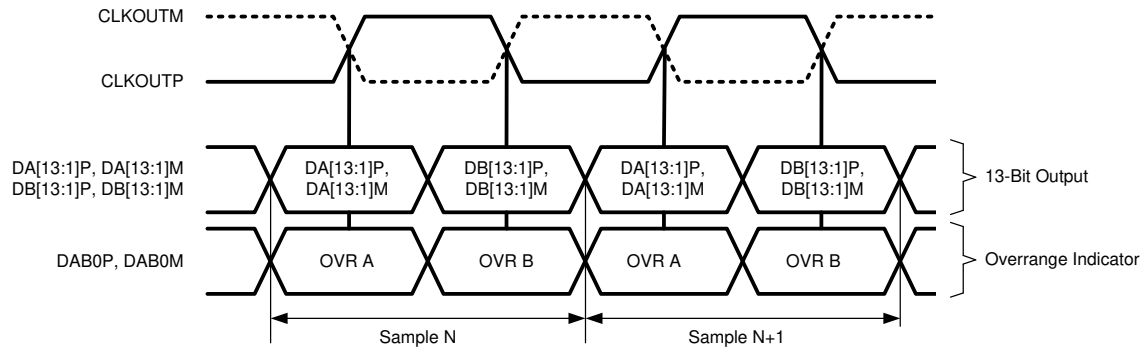 CLKOUTM
CLKOUTP
DA[13:1]P, DA[13:1]M
DB[13:1]P, DB[13:1]M
DA[13:1]P,
DA[13:1]M
DB[13:1]P,
DB[13:1]M
DA[13:1]P,
DA[13:1]M
DB[13:1]P,
DB[13:1]M
13-Bit Output
DAB0P, DAB0M
OVR A
OVR B
OVR A
OVR B
Overrange Indicator
Sample N
Sample N+1